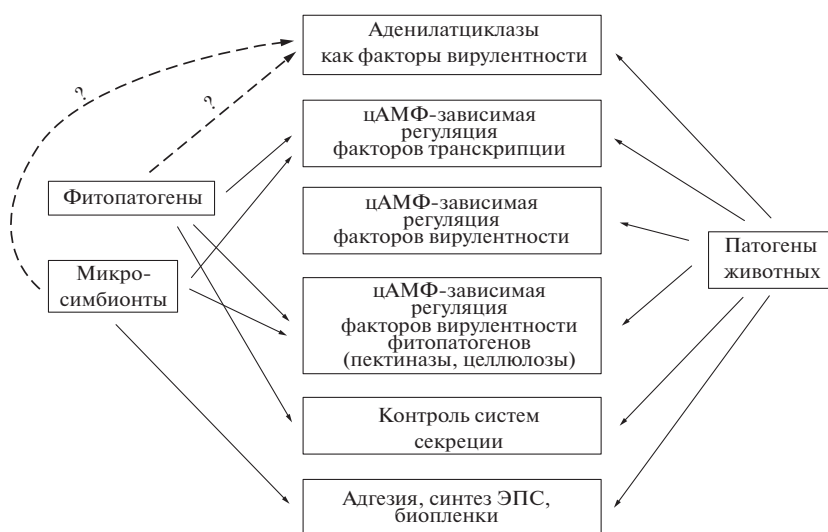 Аденилатциклазы
как факторы вирулентности
?
?
цАМФ-зависимая
регуляция
факторов транскрипции
Фитопатогены
цАМФ-зависимая
регуляция
факторов вирулентности
Патогены
животных
Микро-
симбионты
цАМФ-зависимая
регуляция
факторов вирулентности
фитопатогенов
(пектиназы, целлюлозы)
Контроль систем
секреции
Адгезия, синтез ЭПС,
биопленки